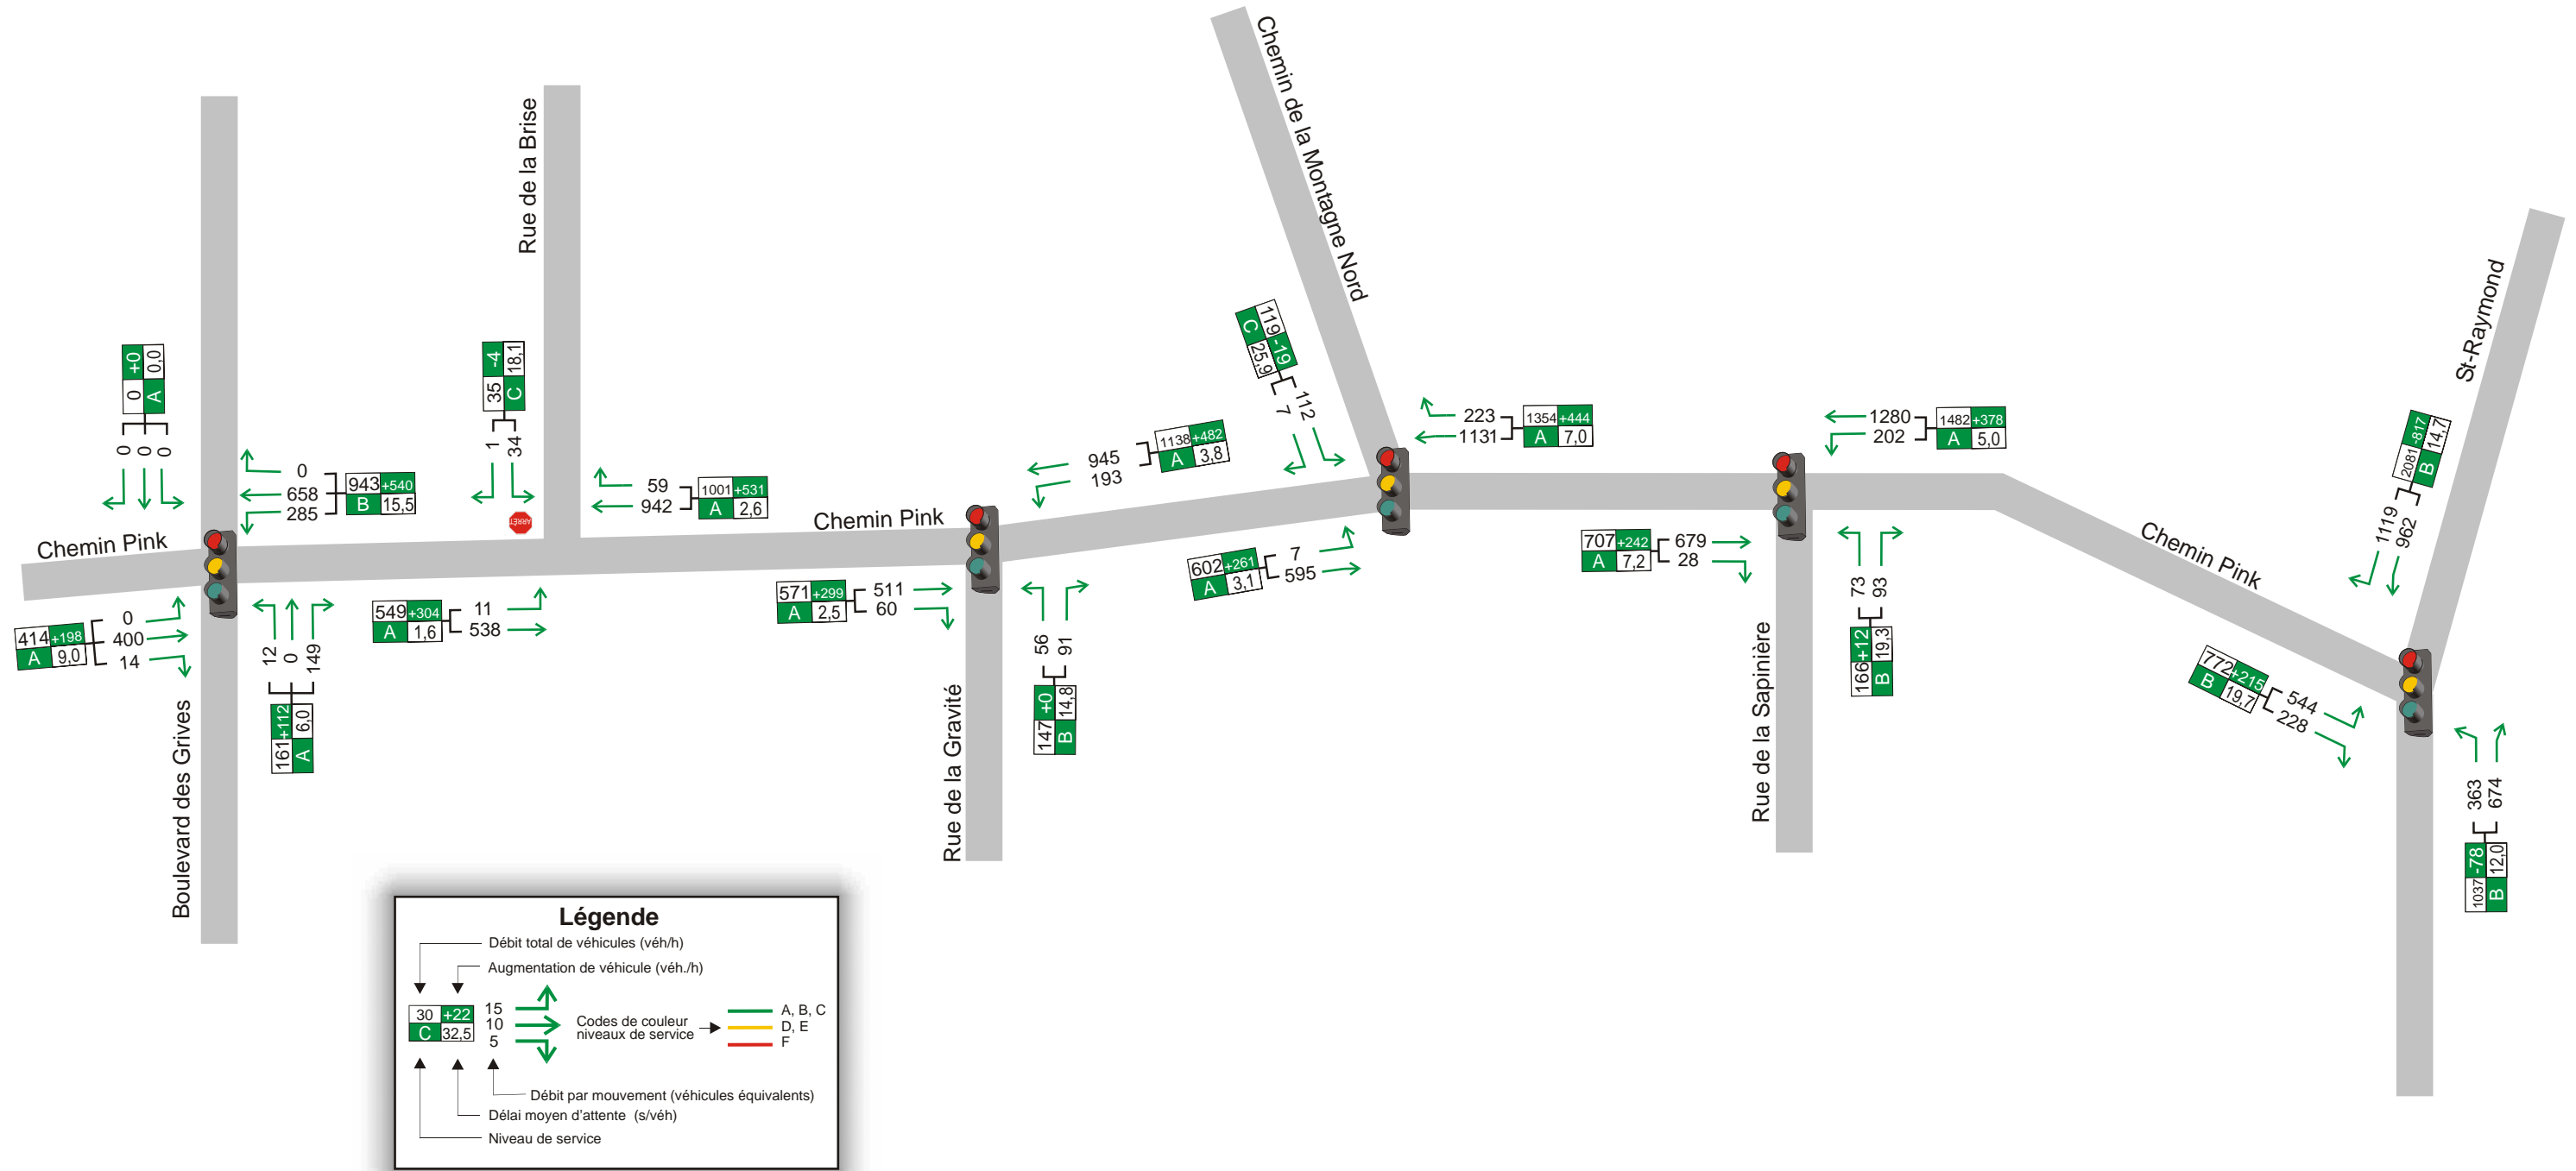 Chemin de la Montagne Nord
Rue de la Brise
St-Raymond
0 +0
A 0,0
0 0 0
35 -4
C 18,1
1 34
119 -19
C 25,9
7 112
0
658
285
943 +540
B 15,5
59
942
1001 +531
A 2,6
945
193
1138 +482
A 3,8
223
1131
1354 +444
A 7,0
1280
202
1482 +378
A 5,0
2081 -817
B 14,7
1119 962
ARRÊT
Chemin Pink
Chemin Pink
Chemin Pink
414 +198
A 9,0
0
400
14
12 0 149
161 +112
A 6,0
549 +304
A 1,6
11
538
571 +299
A 2,5
511
60
56 91
147 +0
B 14,8
602 +261
A 3,1
7
595
707 +242
A 7,2
679
28
73 93
166 +12
B 19,3
772 +215
B 19,7
544
228
363 674
1037 -78
B 12,0
Boulevard des Grives
Rue de la Gravité
Rue de la Sapinière
Légende
Débit total de véhicules (véh/h)
Augmentation de véhicule (véh./h)
30 +22
C 32,5
15
10
5
Codes de couleur
niveaux de service
A, B, C
D, E
F
Débit par mouvement (véhicules équivalents)
Délai moyen d'attente (s/véh)
Niveau de service